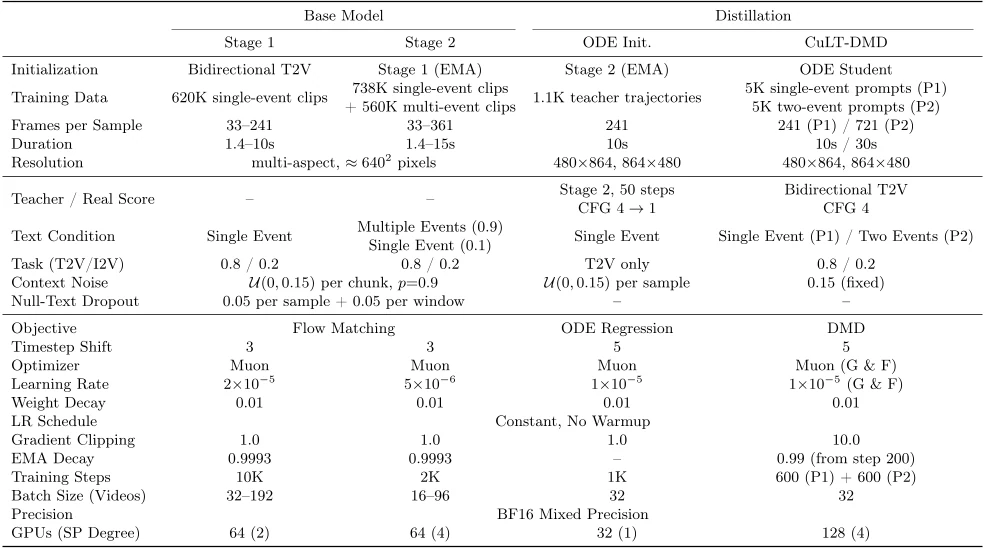 Base Model Distillation
Stage 1 Stage 2 ODE Init. CuLT-DMD
Initialization Bidirectional T2V Stage 1 (EMA) Stage 2 (EMA) ODE Student
Training Data 620K single-event clips 738K single-event clips + 560K multi-event clips 1.1K teacher trajectories 5K single-event prompts (P1) 5K two-event prompts (P2)
Frames per Sample 33–241 33–361 241 241 (P1) / 721 (P2)
Duration 1.4–10s 1.4–15s 10s 10s / 30s
Resolution multi-aspect, ≈ 640² pixels 480×864, 864×480 480×864, 864×480
Teacher / Real Score – – Stage 2, 50 steps CFG 4 → 1 Bidirectional T2V CFG 4
Text Condition Single Event Multiple Events (0.9) Single Event (0.1) Single Event Single Event (P1) / Two Events (P2)
Task (T2V/I2V) 0.8 / 0.2 0.8 / 0.2 T2V only 0.8 / 0.2
Context Noise 𝒰(0, 0.15) per chunk, p=0.9 𝒰(0, 0.15) per sample 0.15 (fixed)
Null-Text Dropout 0.05 per sample + 0.05 per window – –
Objective Flow Matching ODE Regression DMD
Timestep Shift 3 3 5 5
Optimizer Muon Muon Muon Muon (G & F)
Learning Rate 2×10⁻⁵ 5×10⁻⁶ 1×10⁻⁵ 1×10⁻⁵ (G & F)
Weight Decay 0.01 0.01 0.01 0.01
LR Schedule Constant, No Warmup
Gradient Clipping 1.0 1.0 1.0 10.0
EMA Decay 0.9993 0.9993 – 0.99 (from step 200)
Training Steps 10K 2K 1K 600 (P1) + 600 (P2)
Batch Size (Videos) 32–192 16–96 32 32
Precision BF16 Mixed Precision
GPUs (SP Degree) 64 (2) 64 (4) 32 (1) 128 (4)